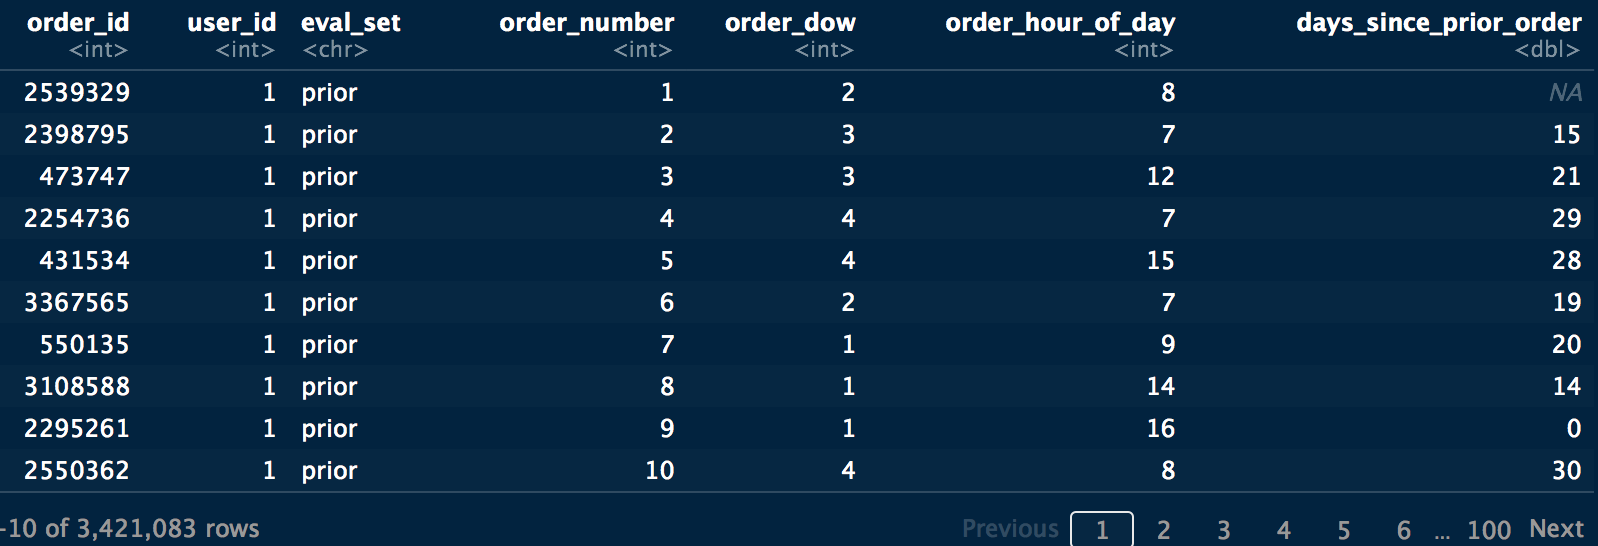 order_id user_id eval_set order_number order_dow order_hour_of_day days_since_prior_order
<int> <int> <chr> <int> <int> <int> <dbl>
2539329 1 prior 1 2 8 NA
2398795 1 prior 2 3 7 15
473747 1 prior 3 3 12 21
2254736 1 prior 4 4 7 29
431534 1 prior 5 4 15 28
3367565 1 prior 6 2 7 19
550135 1 prior 7 1 9 20
3108588 1 prior 8 1 14 14
2295261 1 prior 9 1 16 0
2550362 1 prior 10 4 8 30
-10 of 3,421,083 rows Previous 1 2 3 4 5 6 ... 100 Next